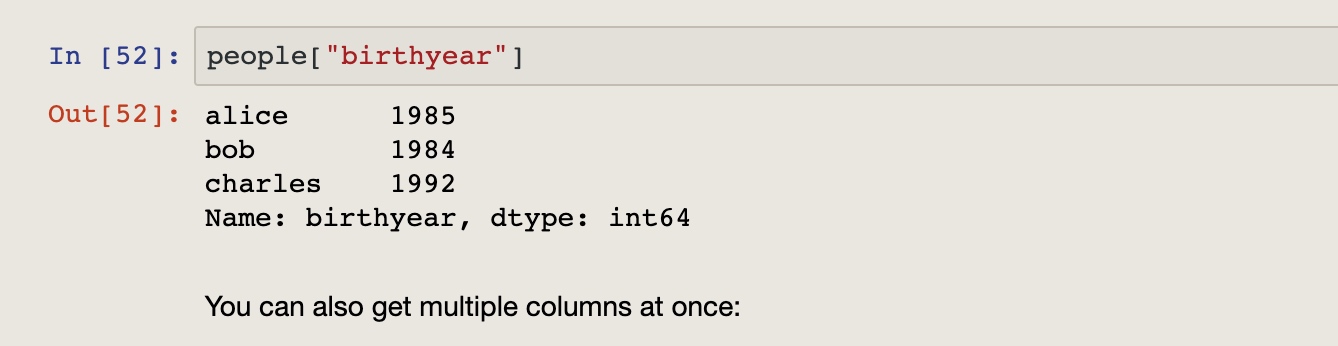 In [52]: people["birthyear"]
Out[52]: alice      1985
bob        1984
charles    1992
Name: birthyear, dtype: int64
You can also get multiple columns at once: